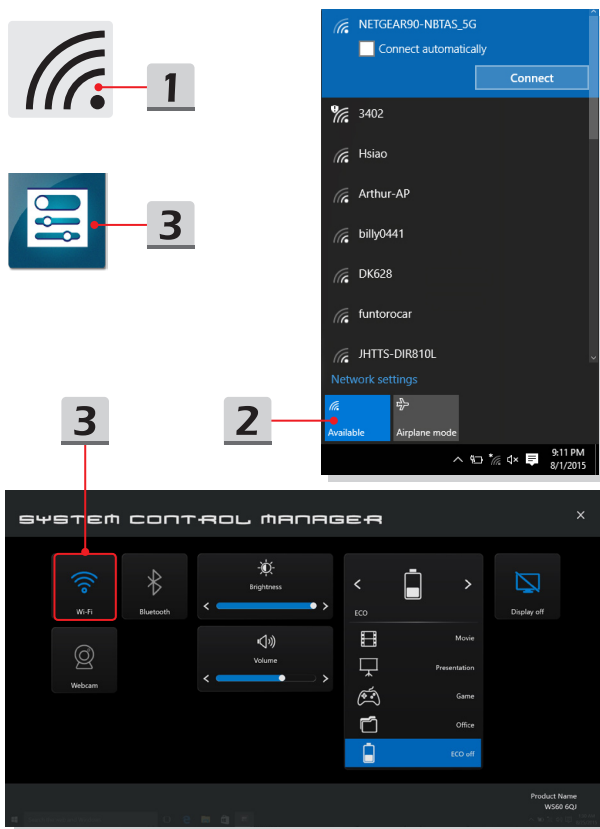 1
3
NETGEAR90-NBTAS_5G
Connect automatically
Connect
3402
Hsiao
Arthur-AP
billy0441
DK628
funtorocar
JHTTS-DIR810L
Network settings
Available
Airplane mode
9:11 PM
8/1/2015
2
3
SYSTEM CONTROL MANAGER
Wi-Fi
Bluetooth
Brightness
Webcam
Volume
ECO
Movie
Presentation
Game
Office
ECO off
Display off
Product Name
WS60 6QJ